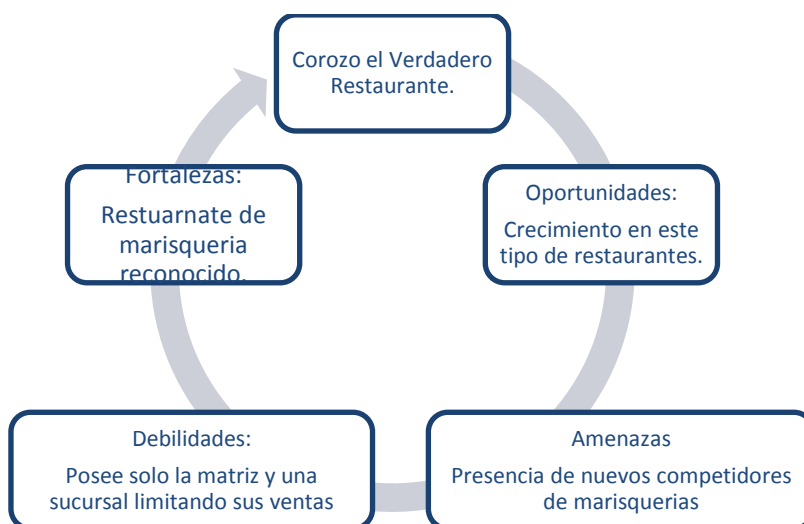 Corozo el Verdadero
Restaurante.
Oportunidades:
Crecimiento en este
tipo de restaurantes.
Amenazas
Presencia de nuevos competidores
de marisquerias
Debilidades:
Posee solo la matriz y una
sucursal limitando sus ventas
Fortalezas:
Restuarnate de
marisqueria
reconocido.